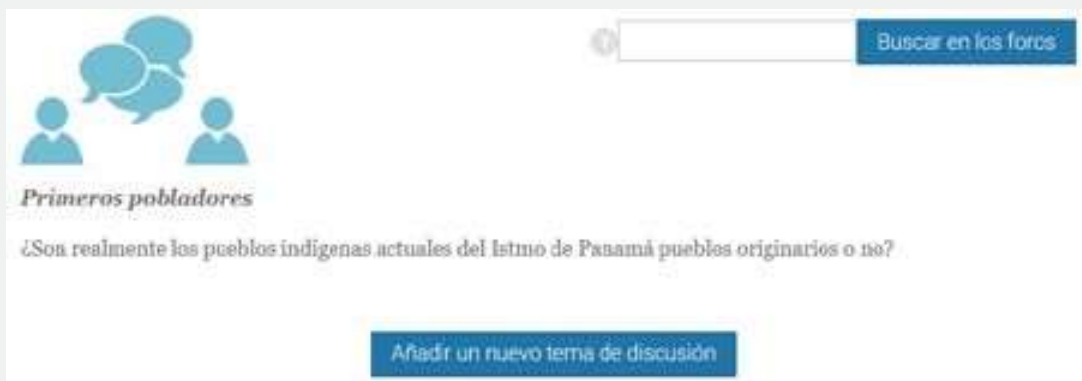 Buscar en los foros
Primeros pobladores
¿Son realmente los pueblos indígenas actuales del Istmo de Panamá pueblos originarios o no?
Añadir un nuevo tema de discusión